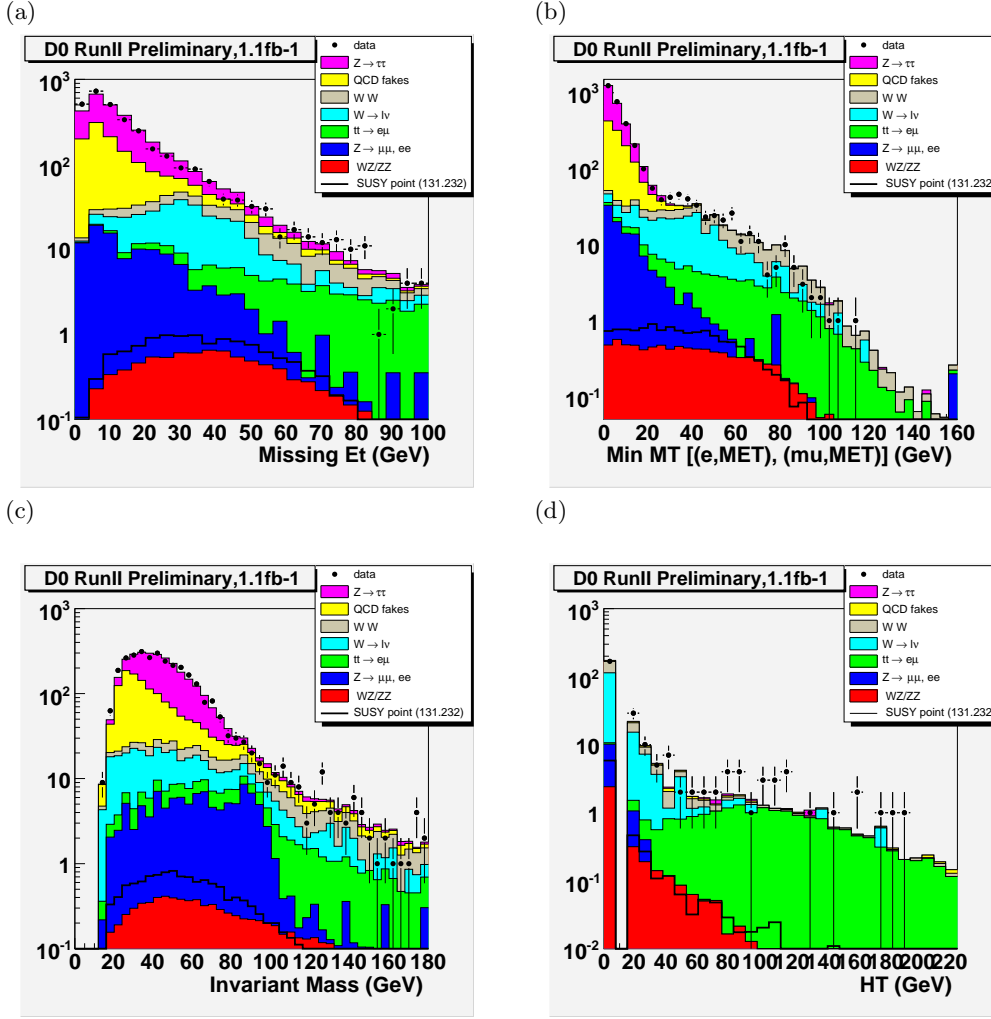 (a)
D0 RunII Preliminary,1.1fb-1
data
Z→ττ
QCD fakes
W W
W→lν
tt→eμ
Z→μμ, ee
WZ/ZZ
SUSY point (131.232)
10³
10²
10
1
10⁻¹
0 10 20 30 40 50 60 70 80 90 100
Missing Et (GeV)
(b)
D0 RunII Preliminary,1.1fb-1
data
Z→ττ
QCD fakes
W W
W→lν
tt→eμ
Z→μμ, ee
WZ/ZZ
SUSY point (131.232)
10³
10²
10
1
10⁻¹
0 20 40 60 80 100 120 140 160
Min MT [(e,MET), (mu,MET)] (GeV)
(c)
D0 RunII Preliminary,1.1fb-1
data
Z→ττ
QCD fakes
W W
W→lν
tt→eμ
Z→μμ, ee
WZ/ZZ
SUSY point (131.232)
10³
10²
10
1
10⁻¹
0 20 40 60 80 100 120 140 160 180
Invariant Mass (GeV)
(d)
D0 RunII Preliminary,1.1fb-1
data
Z→ττ
QCD fakes
W W
W→lν
tt→eμ
Z→μμ, ee
WZ/ZZ
SUSY point (131.232)
10³
10²
10
1
10⁻¹
10⁻²
0 20 40 60 80 100 120 140 160 180 200 220
HT (GeV)